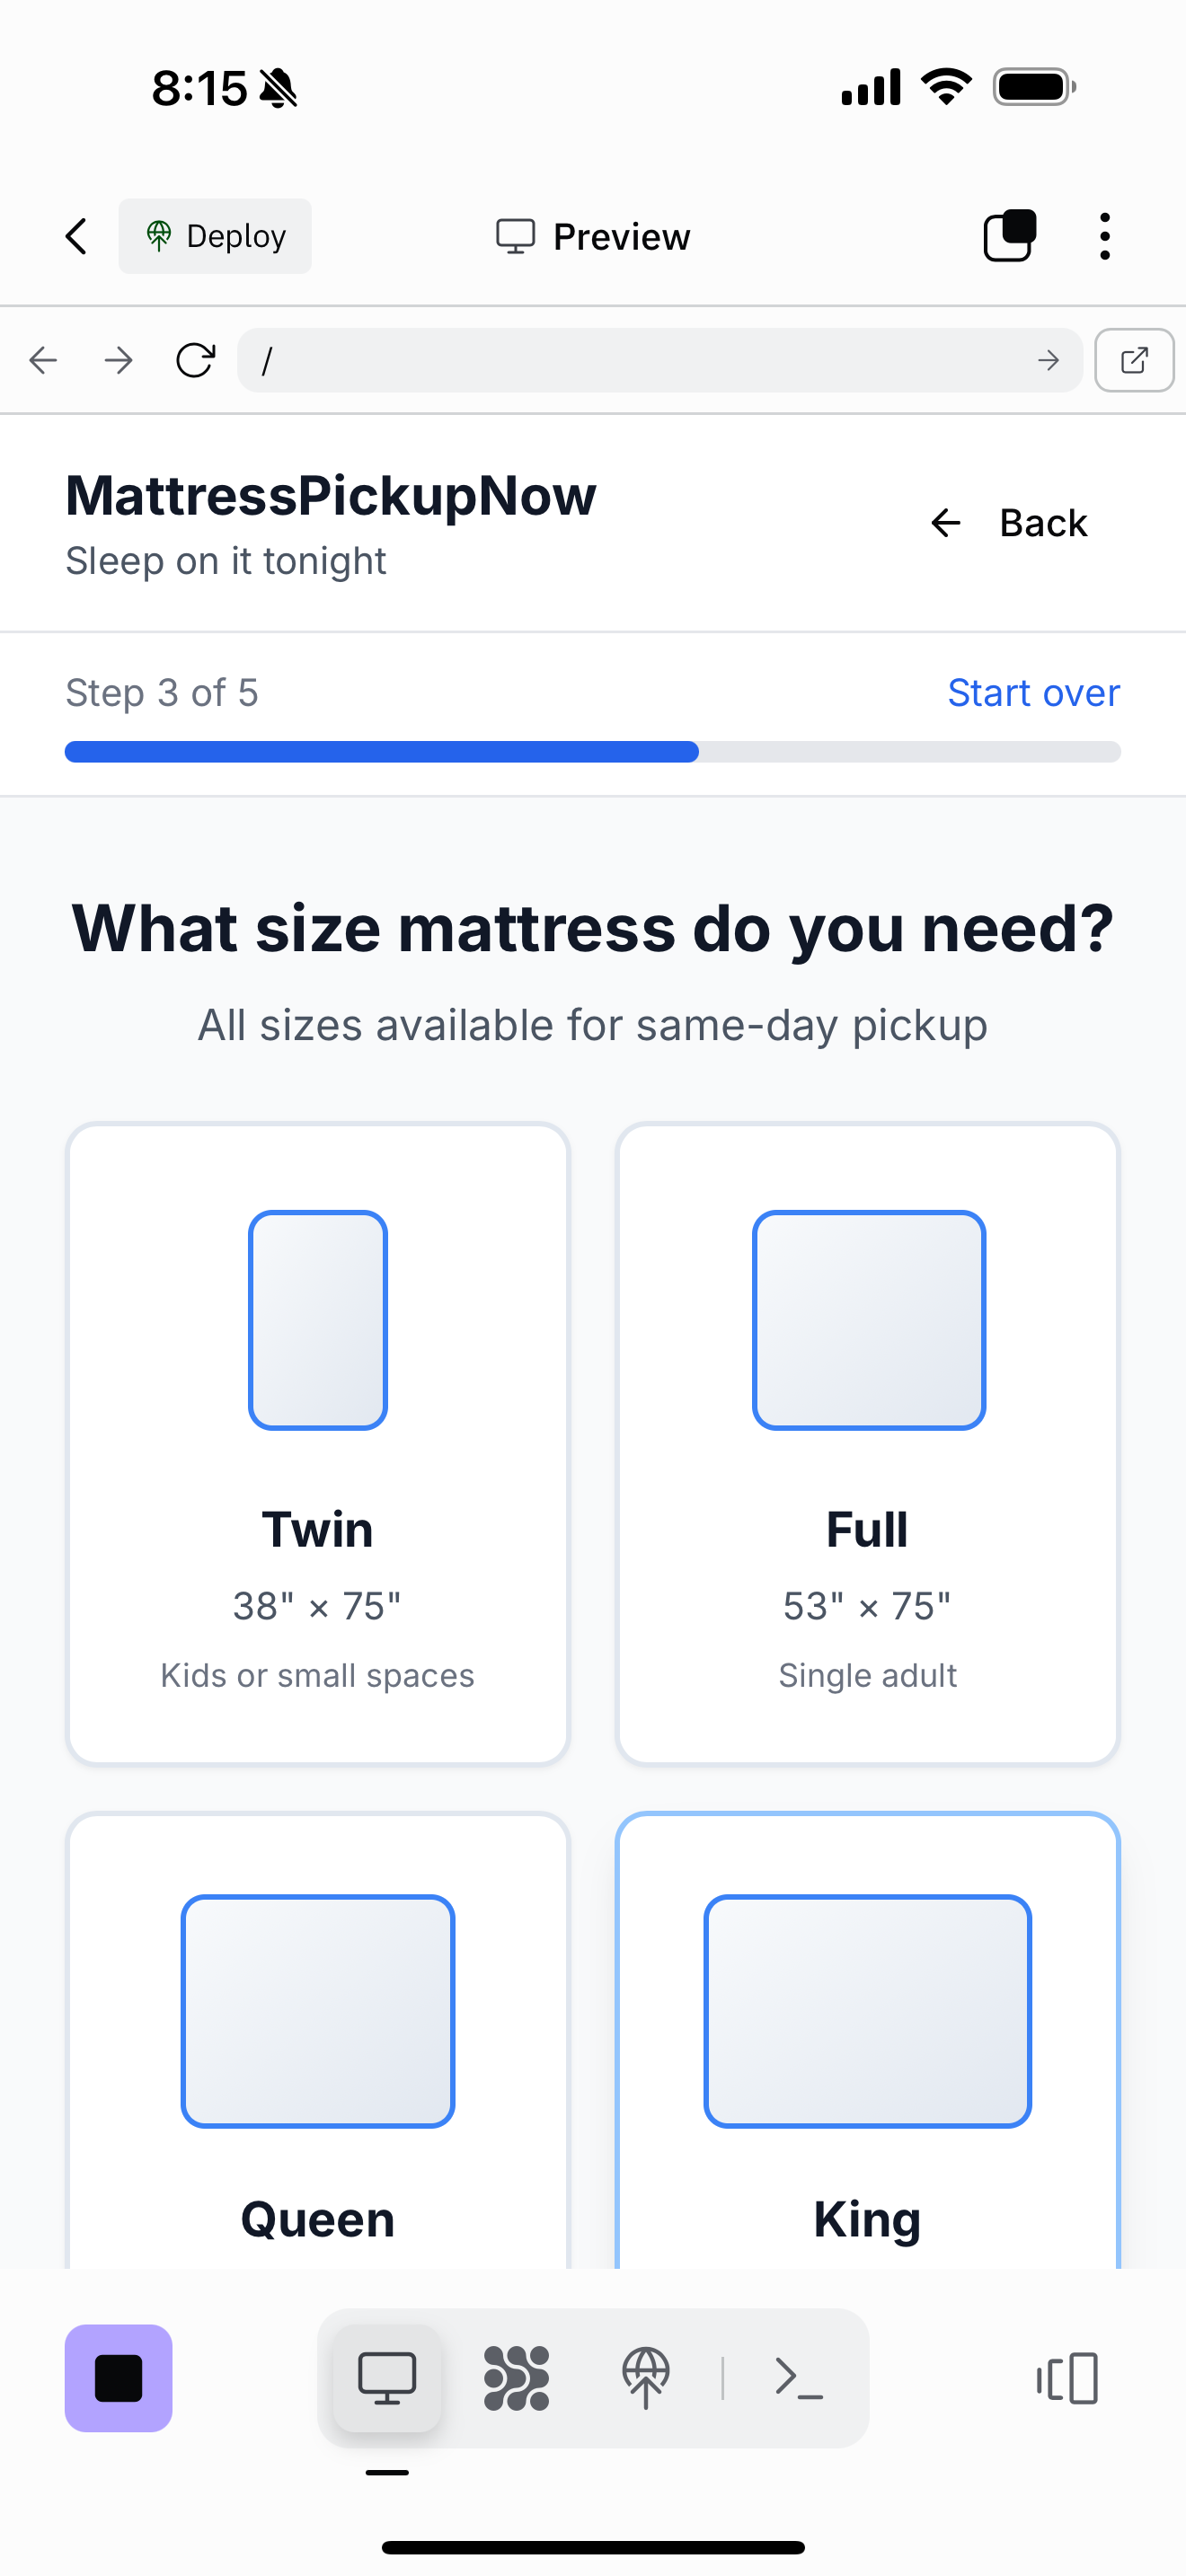 8:15
Deploy
Preview
/
MattressPickupNow
Sleep on it tonight
Back
Step 3 of 5
Start over
What size mattress do you need?
All sizes available for same-day pickup
Twin
38" × 75"
Kids or small spaces
Full
53" × 75"
Single adult
Queen
King